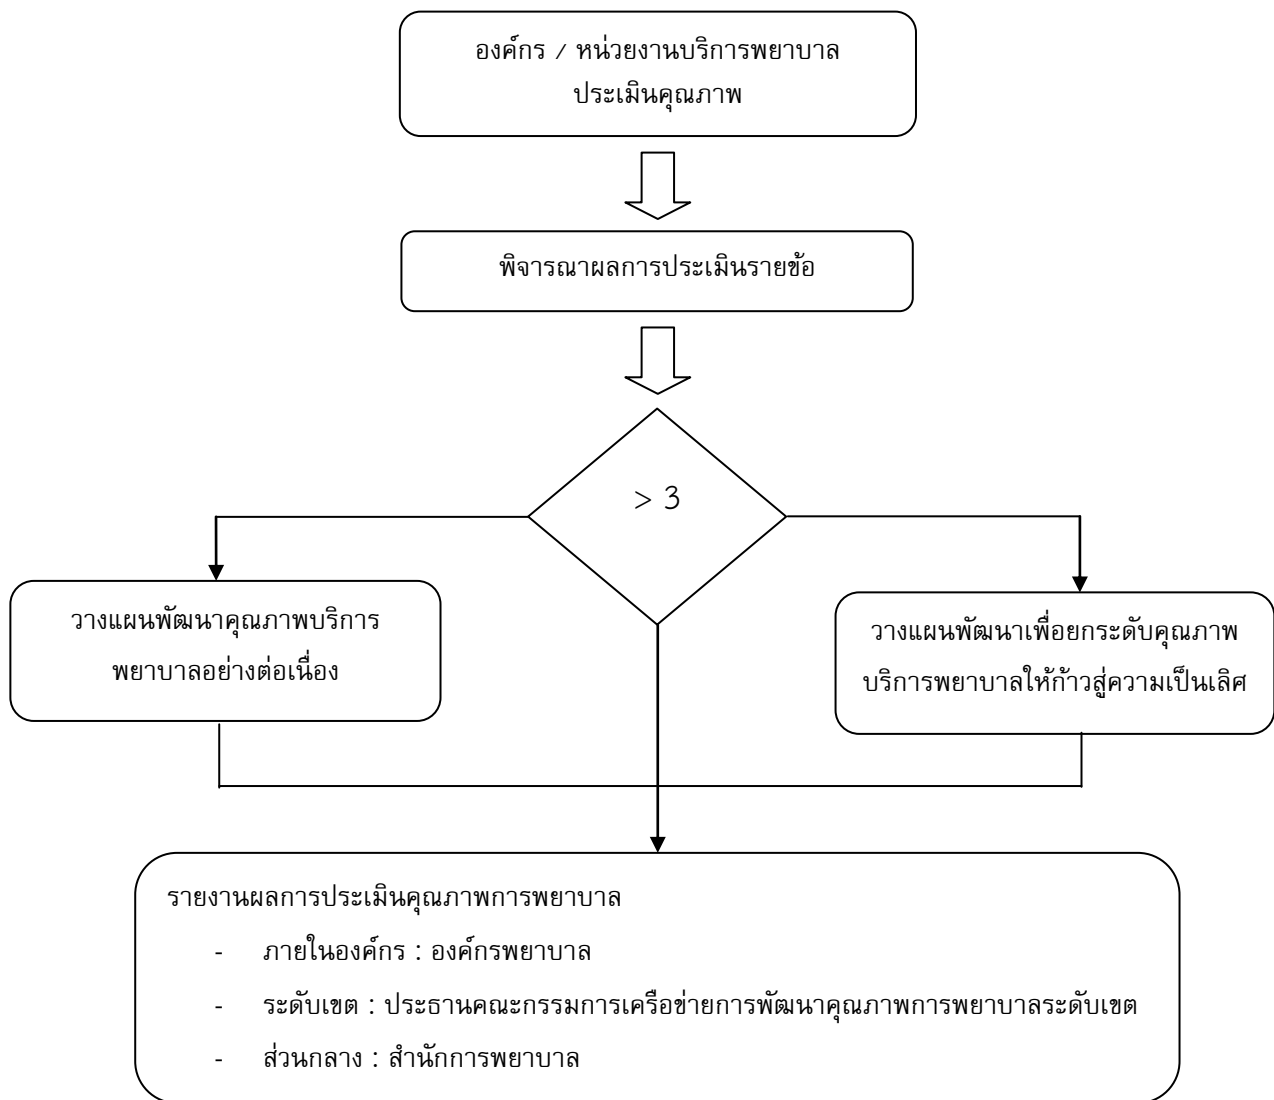 องค์กร / หน่วยงานบริการพยาบาล
ประเมินคุณภาพ
พิจารณาผลการประเมินรายข้อ
> 3
วางแผนพัฒนาคุณภาพบริการ
พยาบาลอย่างต่อเนื่อง
วางแผนพัฒนาเพื่อยกระดับคุณภาพ
บริการพยาบาลให้ก้าวสู่ความเป็นเลิศ
รายงานผลการประเมินคุณภาพการพยาบาล
- ภายในองค์กร : องค์กรพยาบาล
- ระดับเขต : ประธานคณะกรรมการเครือข่ายการพัฒนาคุณภาพการพยาบาลระดับเขต
- ส่วนกลาง : สำนักการพยาบาล